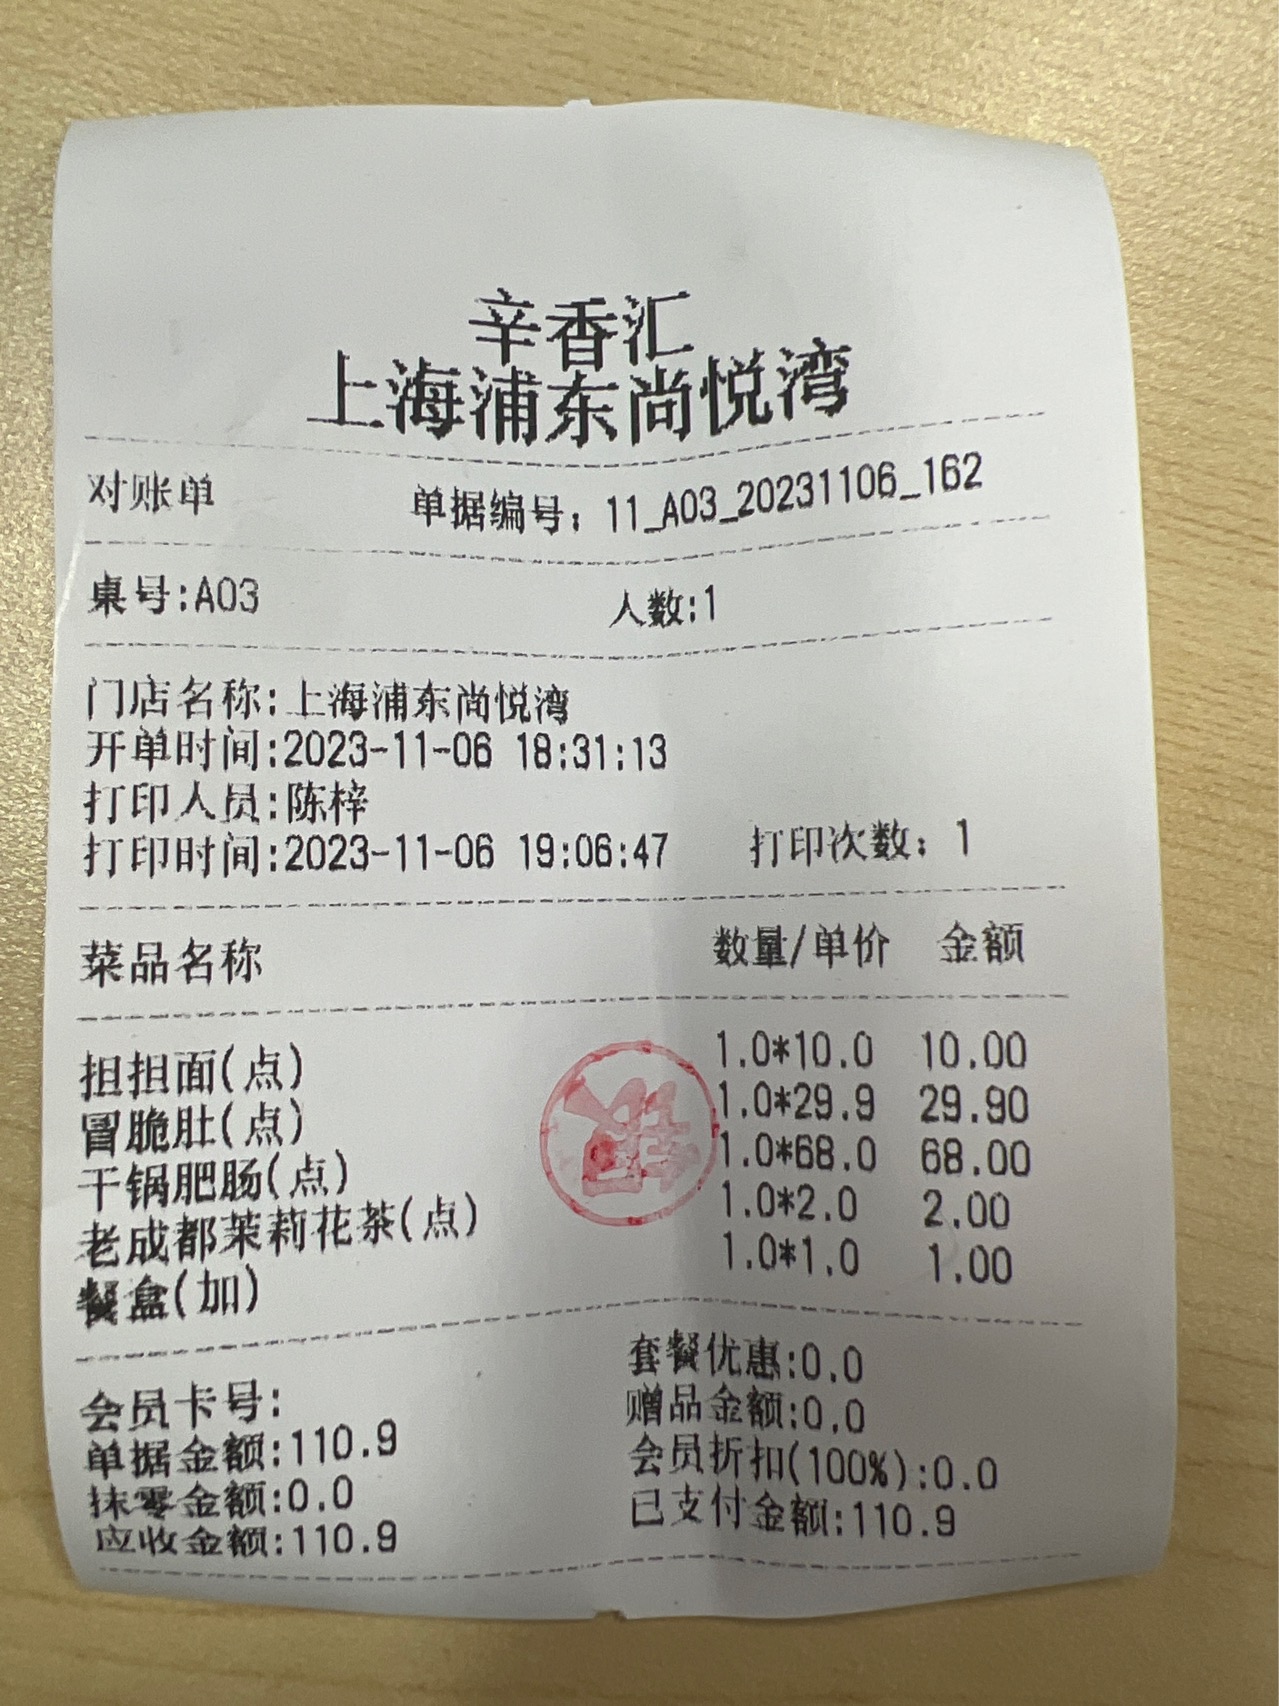 辛香汇
上海浦东尚悦湾
对账单 单据编号：11_A03_20231106_162
桌号:A03 人数:1
门店名称:上海浦东尚悦湾
开单时间:2023-11-06 18:31:13
打印人员:陈梓
打印时间:2023-11-06 19:06:47 打印次数：1
菜品名称 数量/单价 金额
担担面(点) 1.0*10.0 10.00
冒脆肚(点) 1.0*29.9 29.90
干锅肥肠(点) 1.0*68.0 68.00
老成都茉莉花茶(点) 1.0*2.0 2.00
餐盒(加) 1.0*1.0 1.00
会员卡号: 套餐优惠:0.0
单据金额:110.9 赠品金额:0.0
抹零金额:0.0 会员折扣(100%):0.0
应收金额:110.9 已支付金额:110.9